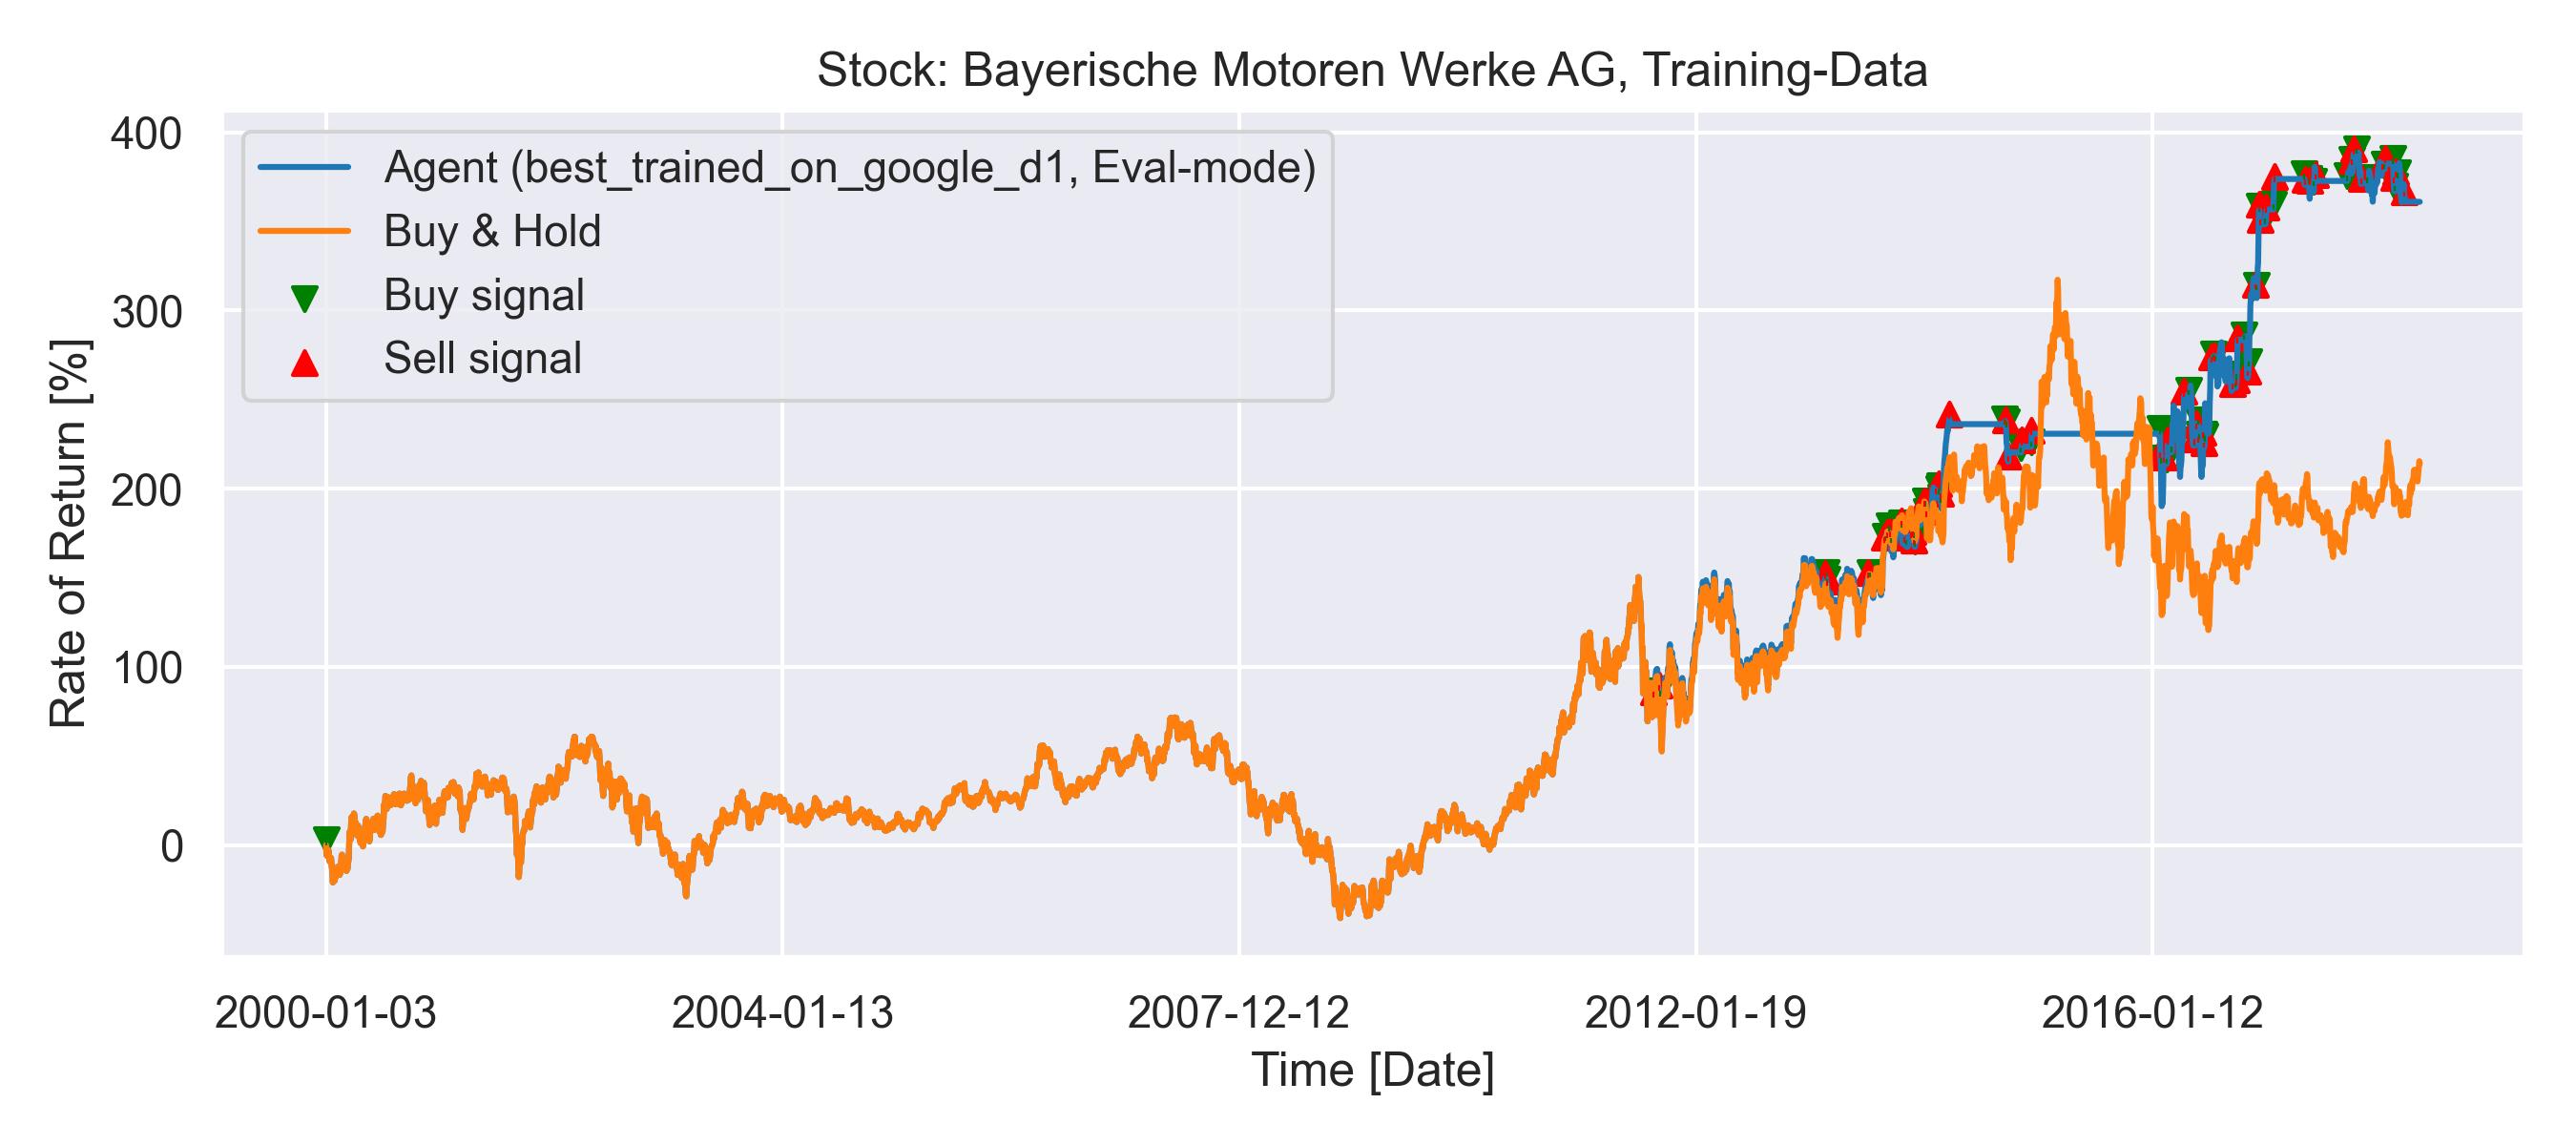 Stock: Bayerische Motoren Werke AG, Training-Data
400
300
200
100
0
Rate of Return [%]
Agent (best_trained_on_google_d1, Eval-mode)
Buy & Hold
Buy signal
Sell signal
2000-01-03 2004-01-13 2007-12-12 2012-01-19 2016-01-12
Time [Date]